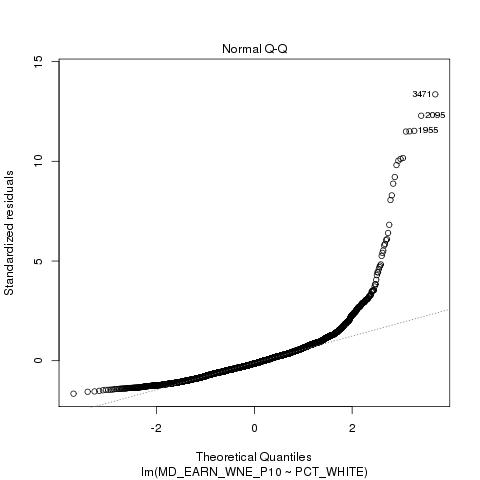 Normal Q-Q
15
10
5
0
Standardized residuals
3471
2095
1955
-2 0 2
Theoretical Quantiles
lm(MD_EARN_WNE_P10 ~ PCT_WHITE)